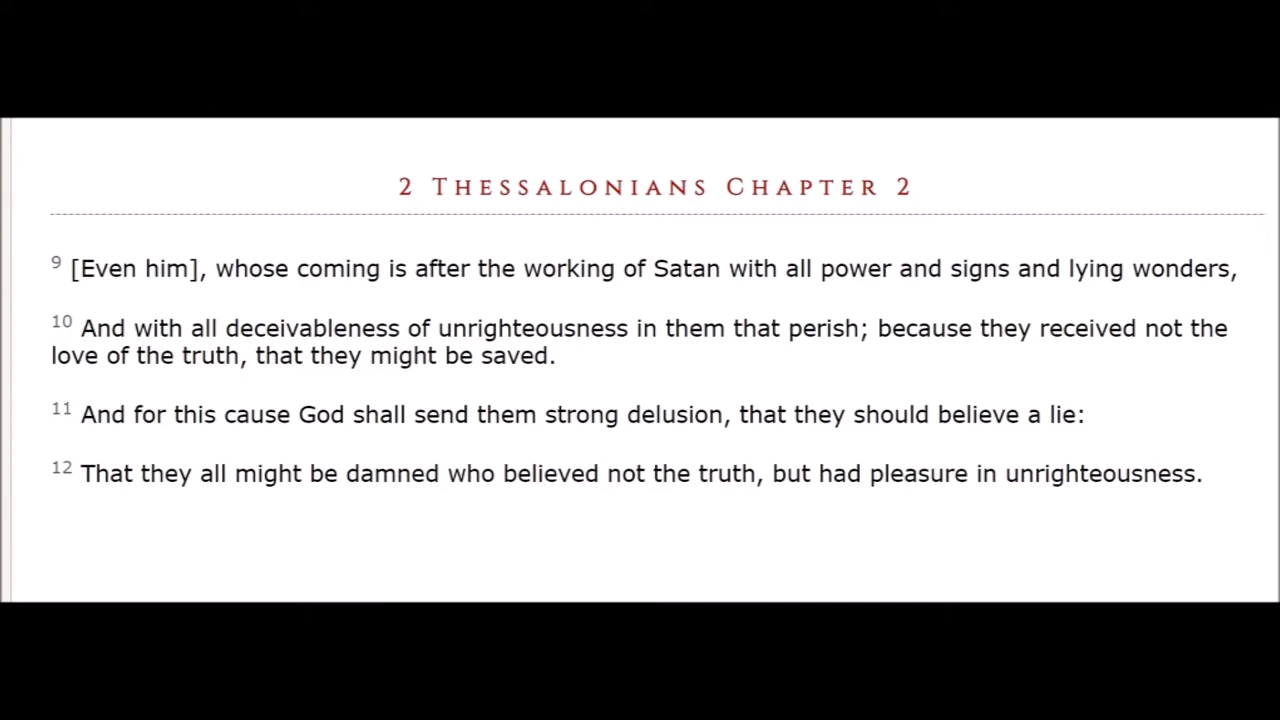 2 Thessalonians Chapter 2
9 [Even him], whose coming is after the working of Satan with all power and signs and lying wonders,
10 And with all deceivableness of unrighteousness in them that perish; because they received not the
love of the truth, that they might be saved.
11 And for this cause God shall send them strong delusion, that they should believe a lie:
12 That they all might be damned who believed not the truth, but had pleasure in unrighteousness.